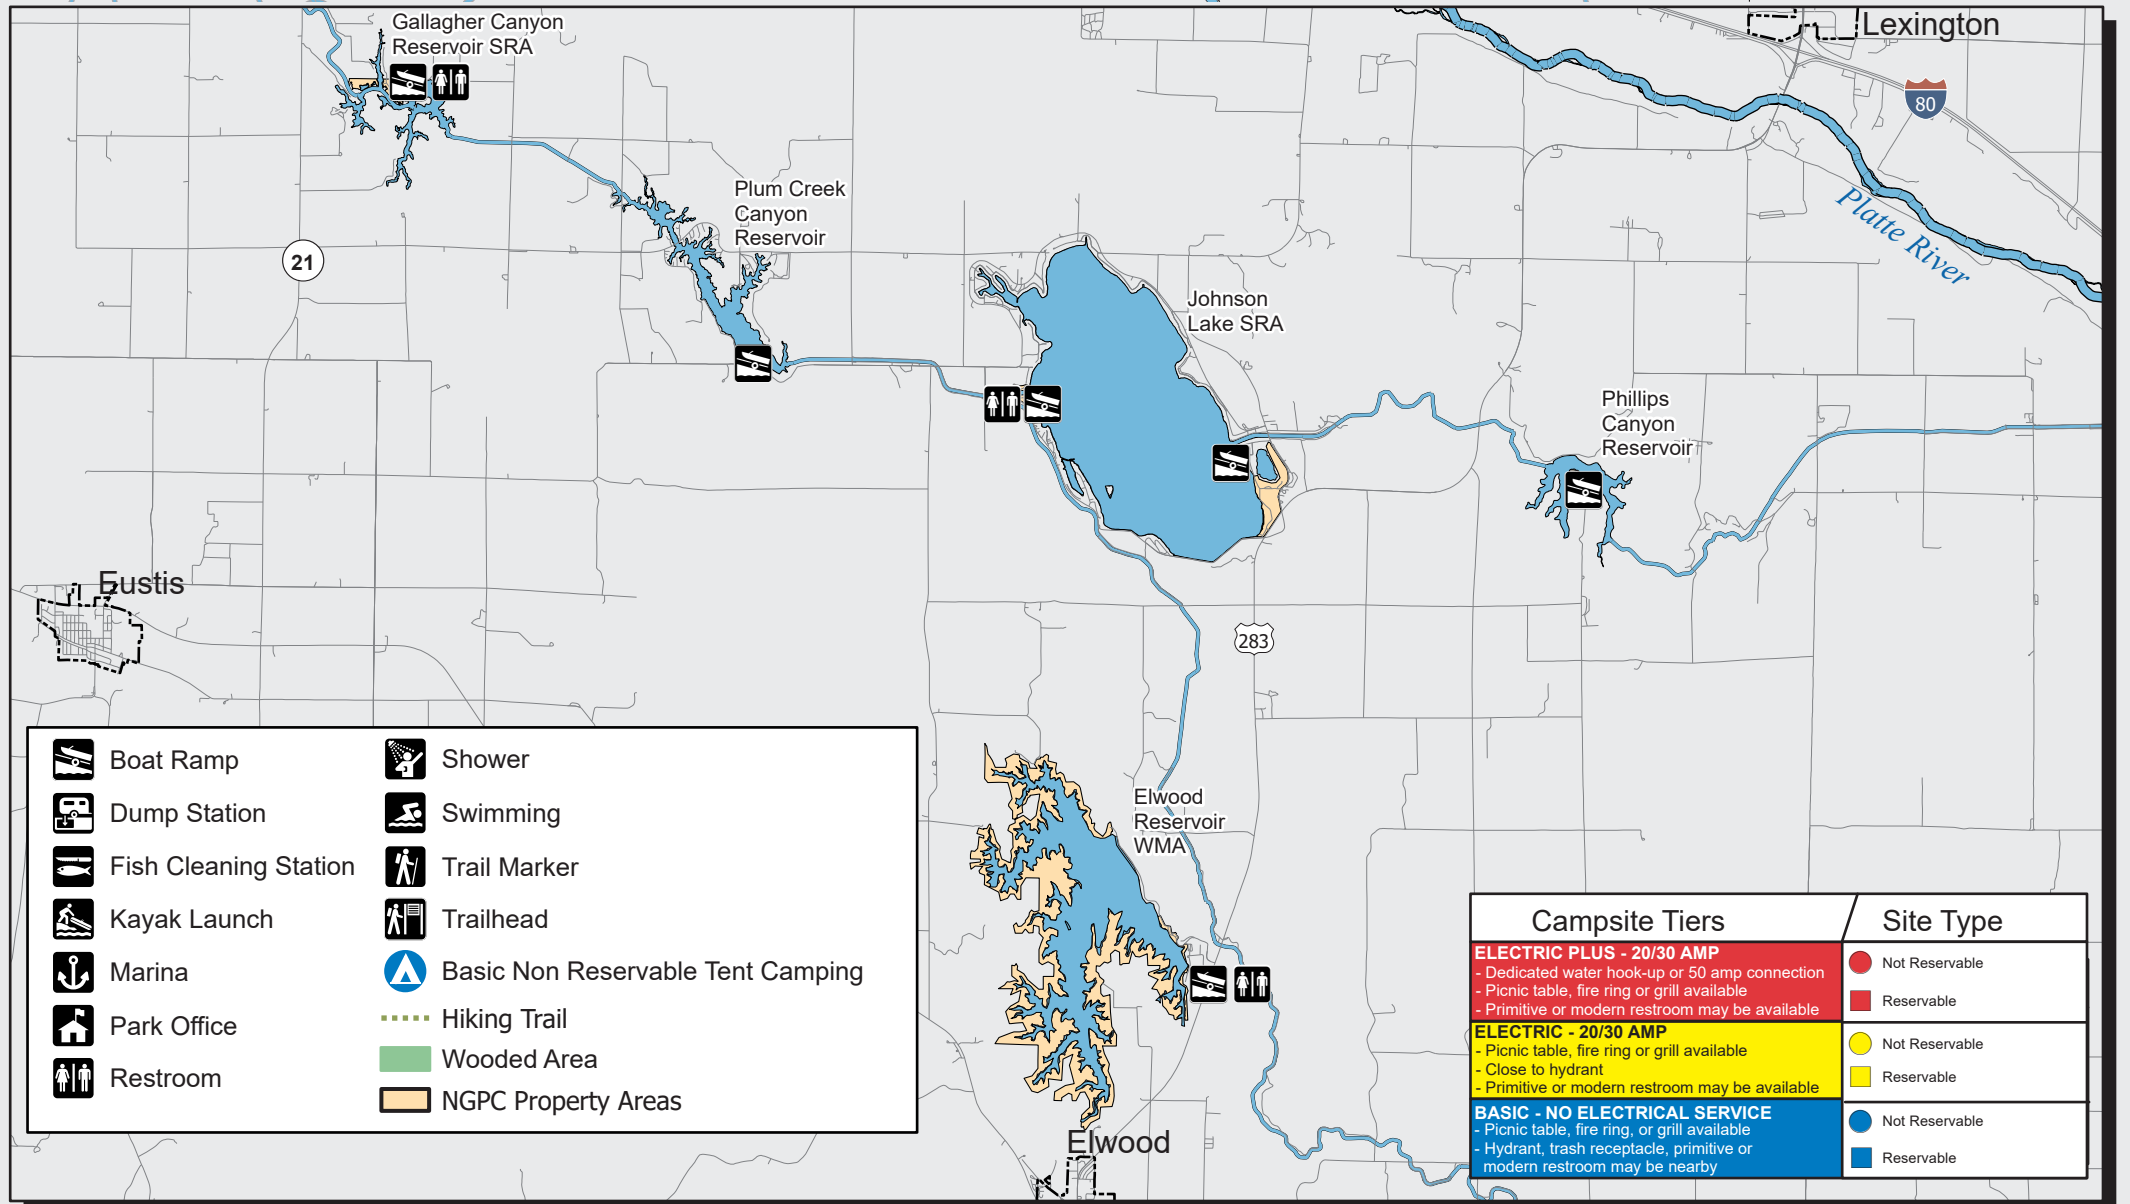 Gallagher Canyon
Reservoir SRA
Lexington
80
Plum Creek
Canyon
Reservoir
Platte River
21
Johnson
Lake SRA
Phillips
Canyon
Reservoir
Eustis
283
Elwood
Reservoir
WMA
Elwood
Boat Ramp
Dump Station
Fish Cleaning Station
Kayak Launch
Marina
Park Office
Restroom
Shower
Swimming
Trail Marker
Trailhead
Basic Non Reservable Tent Camping
Hiking Trail
Wooded Area
NGPC Property Areas
Campsite Tiers
Site Type
ELECTRIC PLUS - 20/30 AMP
- Dedicated water hook-up or 50 amp connection
- Picnic table, fire ring or grill available
- Primitive or modern restroom may be available
Not Reservable
Reservable
ELECTRIC - 20/30 AMP
- Picnic table, fire ring or grill available
- Close to hydrant
- Primitive or modern restroom may be available
Not Reservable
Reservable
BASIC - NO ELECTRICAL SERVICE
- Picnic table, fire ring, or grill available
- Hydrant, trash receptacle, primitive or
modern restroom may be nearby
Not Reservable
Reservable